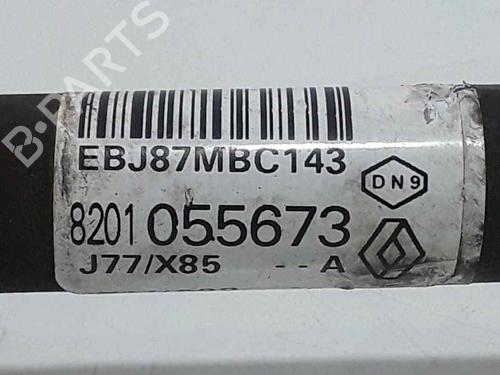 B-PARTS
EBJ87MBC143
DN9
8201 055673
J77/X85 --A